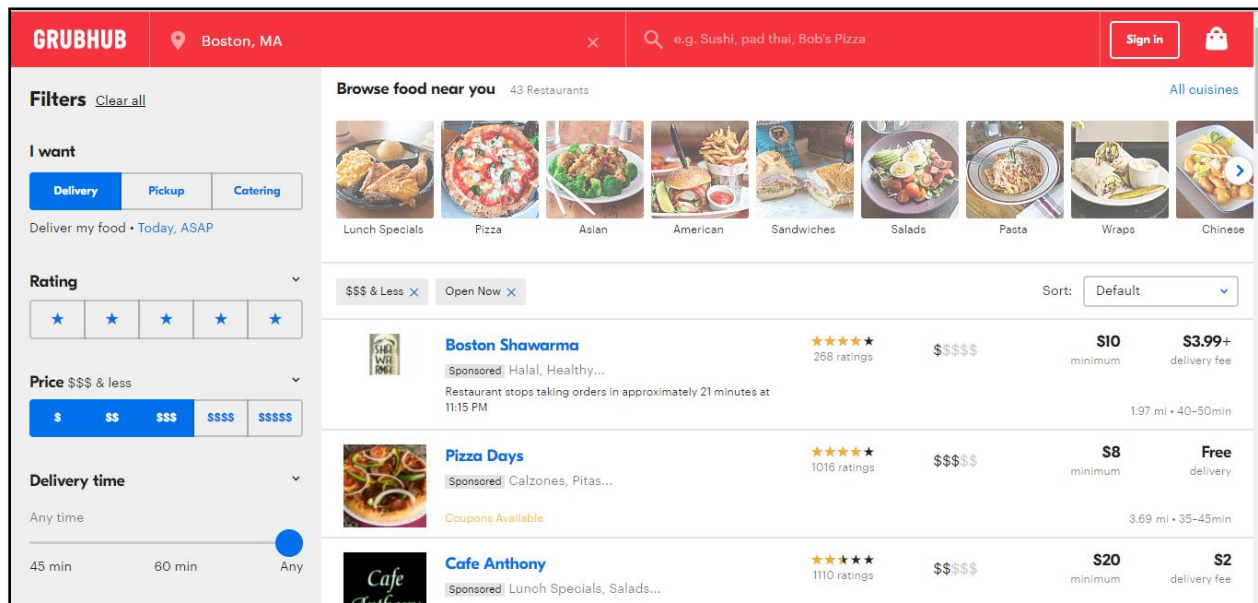 GRUBHUB
Boston, MA
×
e.g. Sushi, pad thai, Bob's Pizza
Sign in
Filters Clear all
I want
Delivery Pickup Catering
Deliver my food • Today, ASAP
Rating
Price $$$ & less
$ $$ $$$ $$$$ $$$$$
Delivery time
Any time
45 min 60 min Any
Browse food near you 43 Restaurants All cuisines
Lunch Specials Pizza Asian American Sandwiches Salads Pasta Wraps Chinese
$$$ & Less × Open Now × Sort: Default
SHA
WA
RMA
Boston Shawarma
Sponsored Halal, Healthy...
Restaurant stops taking orders in approximately 21 minutes at
11:15 PM
268 ratings
$$$$$
$10
minimum
$3.99+
delivery fee
1.97 mi • 40–50min
Pizza Days
Sponsored Calzones, Pitas...
Coupons Available
1016 ratings
$$$$$
$8
minimum
Free
delivery
3.69 mi • 35–45min
Cafe
Anthony
Cafe Anthony
Sponsored Lunch Specials, Salads...
1110 ratings
$$$$$
$20
minimum
$2
delivery fee